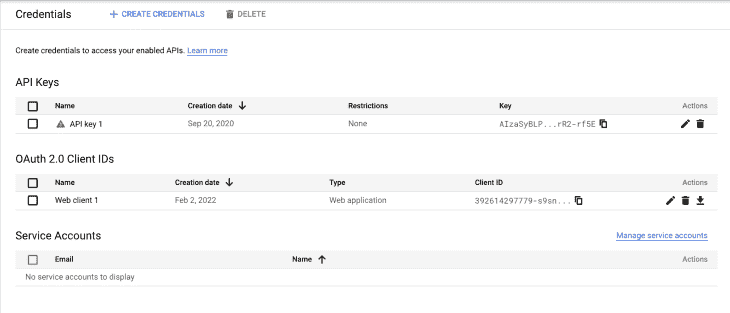 Credentials + CREATE CREDENTIALS DELETE
Create credentials to access your enabled APIs. Learn more
API Keys
Name Creation date Restrictions Key Actions
API key 1 Sep 20, 2020 None AIzaSyBLP...rR2-rf5E
OAuth 2.0 Client IDs
Name Creation date Type Client ID Actions
Web client 1 Feb 2, 2022 Web application 392614297779-s9sn...
Service Accounts Manage service accounts
Email Name Actions
No service accounts to display